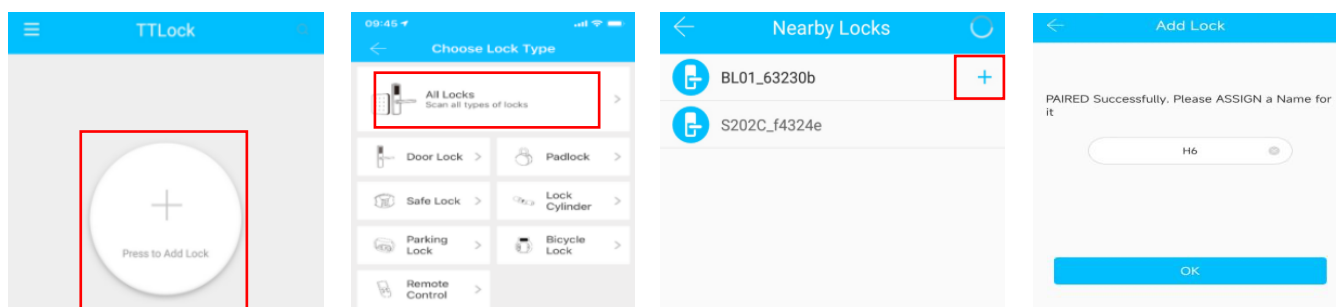 TTLock
Press to Add Lock
09:45
Choose Lock Type
All Locks
Scan all types of locks
Door Lock
Padlock
Safe Lock
Lock
Cylinder
Parking
Lock
Bicycle
Lock
Remote
Control
Nearby Locks
BL01_63230b
S202C_f4324e
Add Lock
PAIRED Successfully. Please ASSIGN a Name for
it
H6
OK